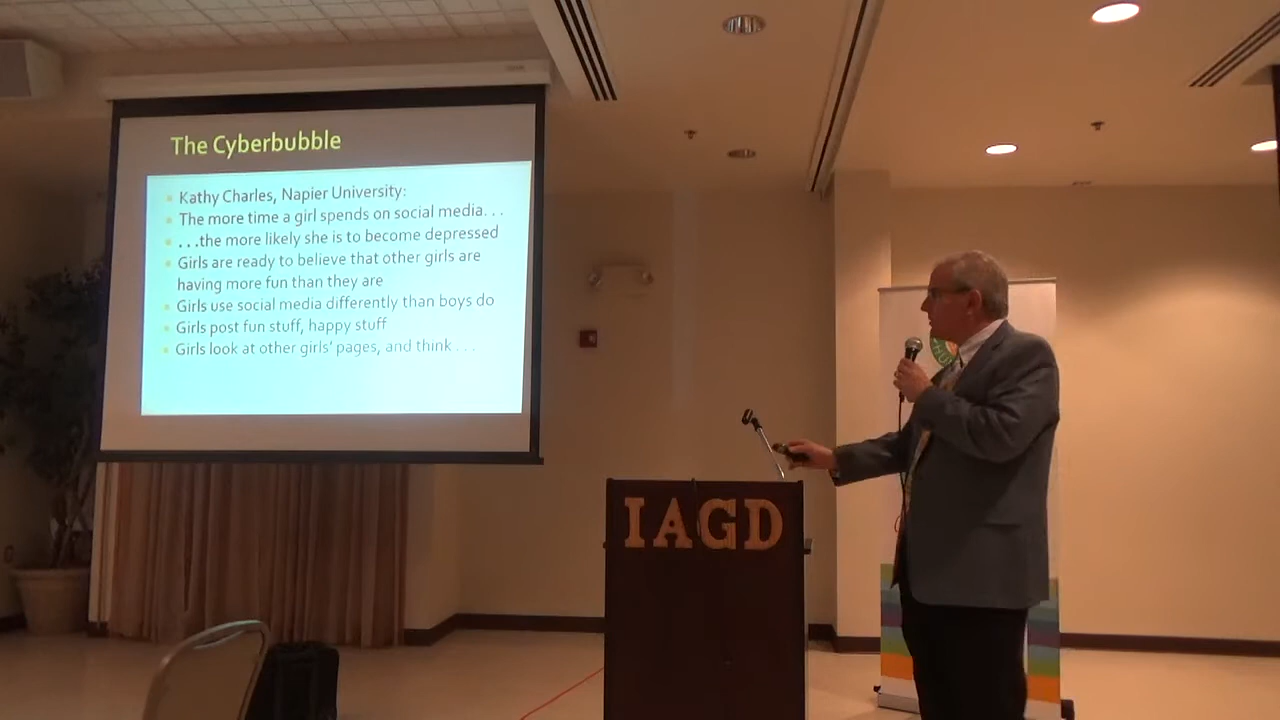 The Cyberbubble
Kathy Charles, Napier University:
The more time a girl spends on social media. . .
. . .the more likely she is to become depressed
Girls are ready to believe that other girls are
having more fun than they are
Girls use social media differently than boys do
Girls post fun stuff, happy stuff
Girls look at other girls' pages, and think . . .
IAGD